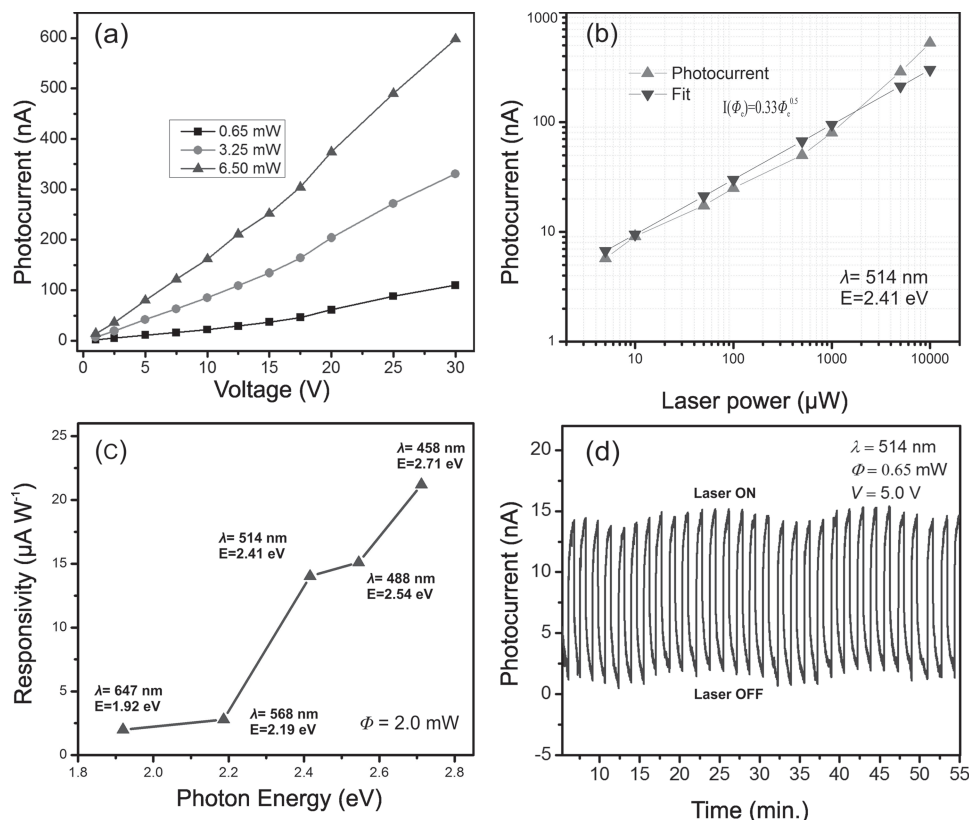 (a)
600
500
400
300
200
100
0
0.65 mW
3.25 mW
6.50 mW
0 5 10 15 20 25 30
Voltage (V)
Photocurrent (nA)
(b)
1000
100
10
1
Photocurrent
Fit
I(Φe)=0.33Φe^0.5
λ= 514 nm
E=2.41 eV
10 100 1000 10000
Laser power (µW)
Photocurrent (nA)
(c)
25
20
15
10
5
0
λ= 458 nm
E=2.71 eV
λ= 514 nm
E=2.41 eV
λ= 488 nm
E=2.54 eV
λ= 647 nm
E=1.92 eV
λ= 568 nm
E=2.19 eV
Φ = 2.0 mW
1.8 2.0 2.2 2.4 2.6 2.8
Photon Energy (eV)
Responsivity (µA W⁻¹)
(d)
20
15
10
5
0
-5
λ = 514 nm
Φ = 0.65 mW
V = 5.0 V
Laser ON
Laser OFF
10 15 20 25 30 35 40 45 50 55
Time (min.)
Photocurrent (nA)